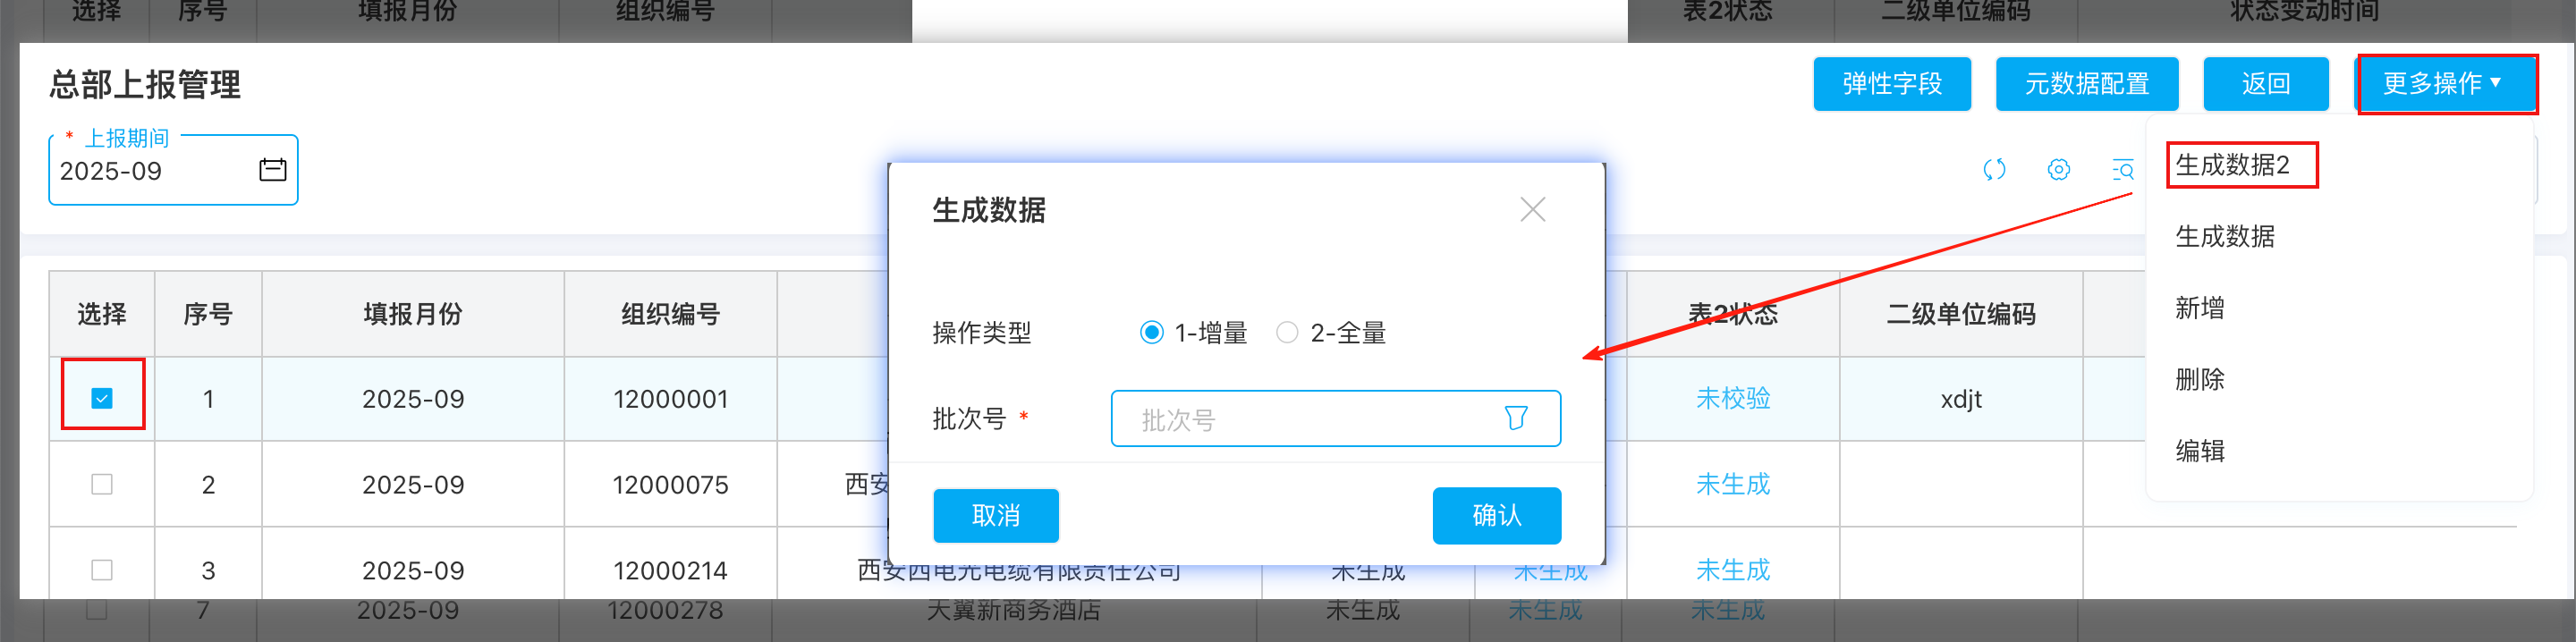 选择 序号 填报月份 组织编号 表2状态 二级单位编码 状态变动时间
总部上报管理 弹性字段 元数据配置 返回 更多操作
* 上报期间
2025-09
生成数据2
生成数据
新增
删除
编辑
生成数据
操作类型 1-增量 2-全量
批次号 * 批次号
取消 确认
选择 序号 填报月份 组织编号 表2状态 二级单位编码
1 2025-09 12000001 未校验 xdjt
2 2025-09 12000075 西安 未生成
3 2025-09 12000214 西安西电光电缆有限责任公司 未生成 未生成 未生成
7 2025-09 12000278 天翼新商务酒店 未生成 未生成 未生成